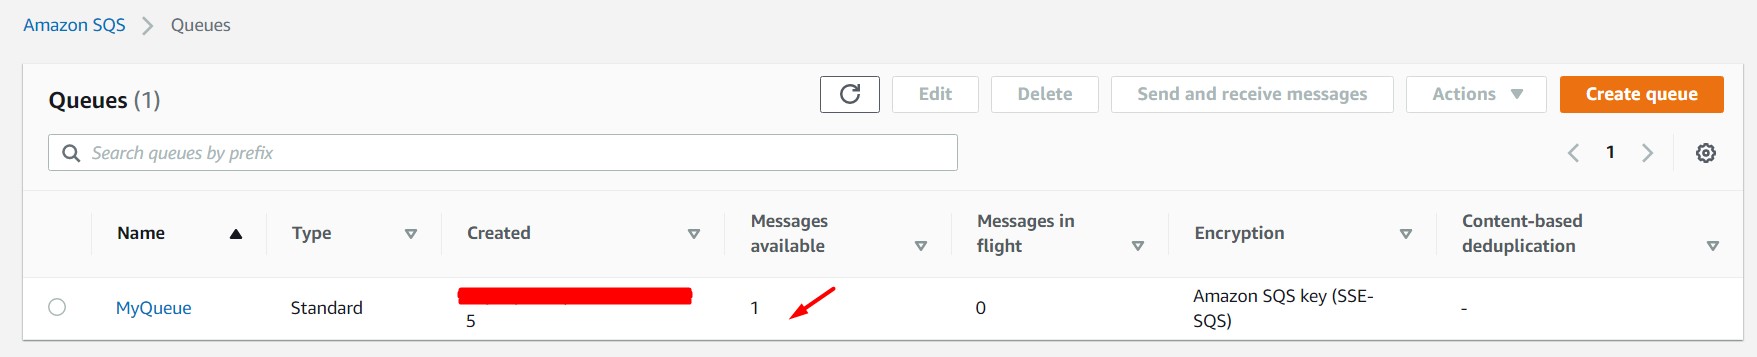 Amazon SQS > Queues
Queues (1)
Edit
Delete
Send and receive messages
Actions
Create queue
Search queues by prefix
1
Name
Type
Created
Messages available
Messages in flight
Encryption
Content-based deduplication
MyQueue
Standard
5
1
0
Amazon SQS key (SSE-
SQS)
-